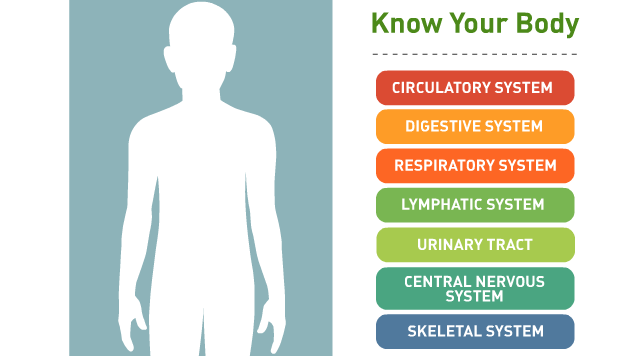 Know Your Body
CIRCULATORY SYSTEM
DIGESTIVE SYSTEM
RESPIRATORY SYSTEM
LYMPHATIC SYSTEM
URINARY TRACT
CENTRAL NERVOUS
SYSTEM
SKELETAL SYSTEM